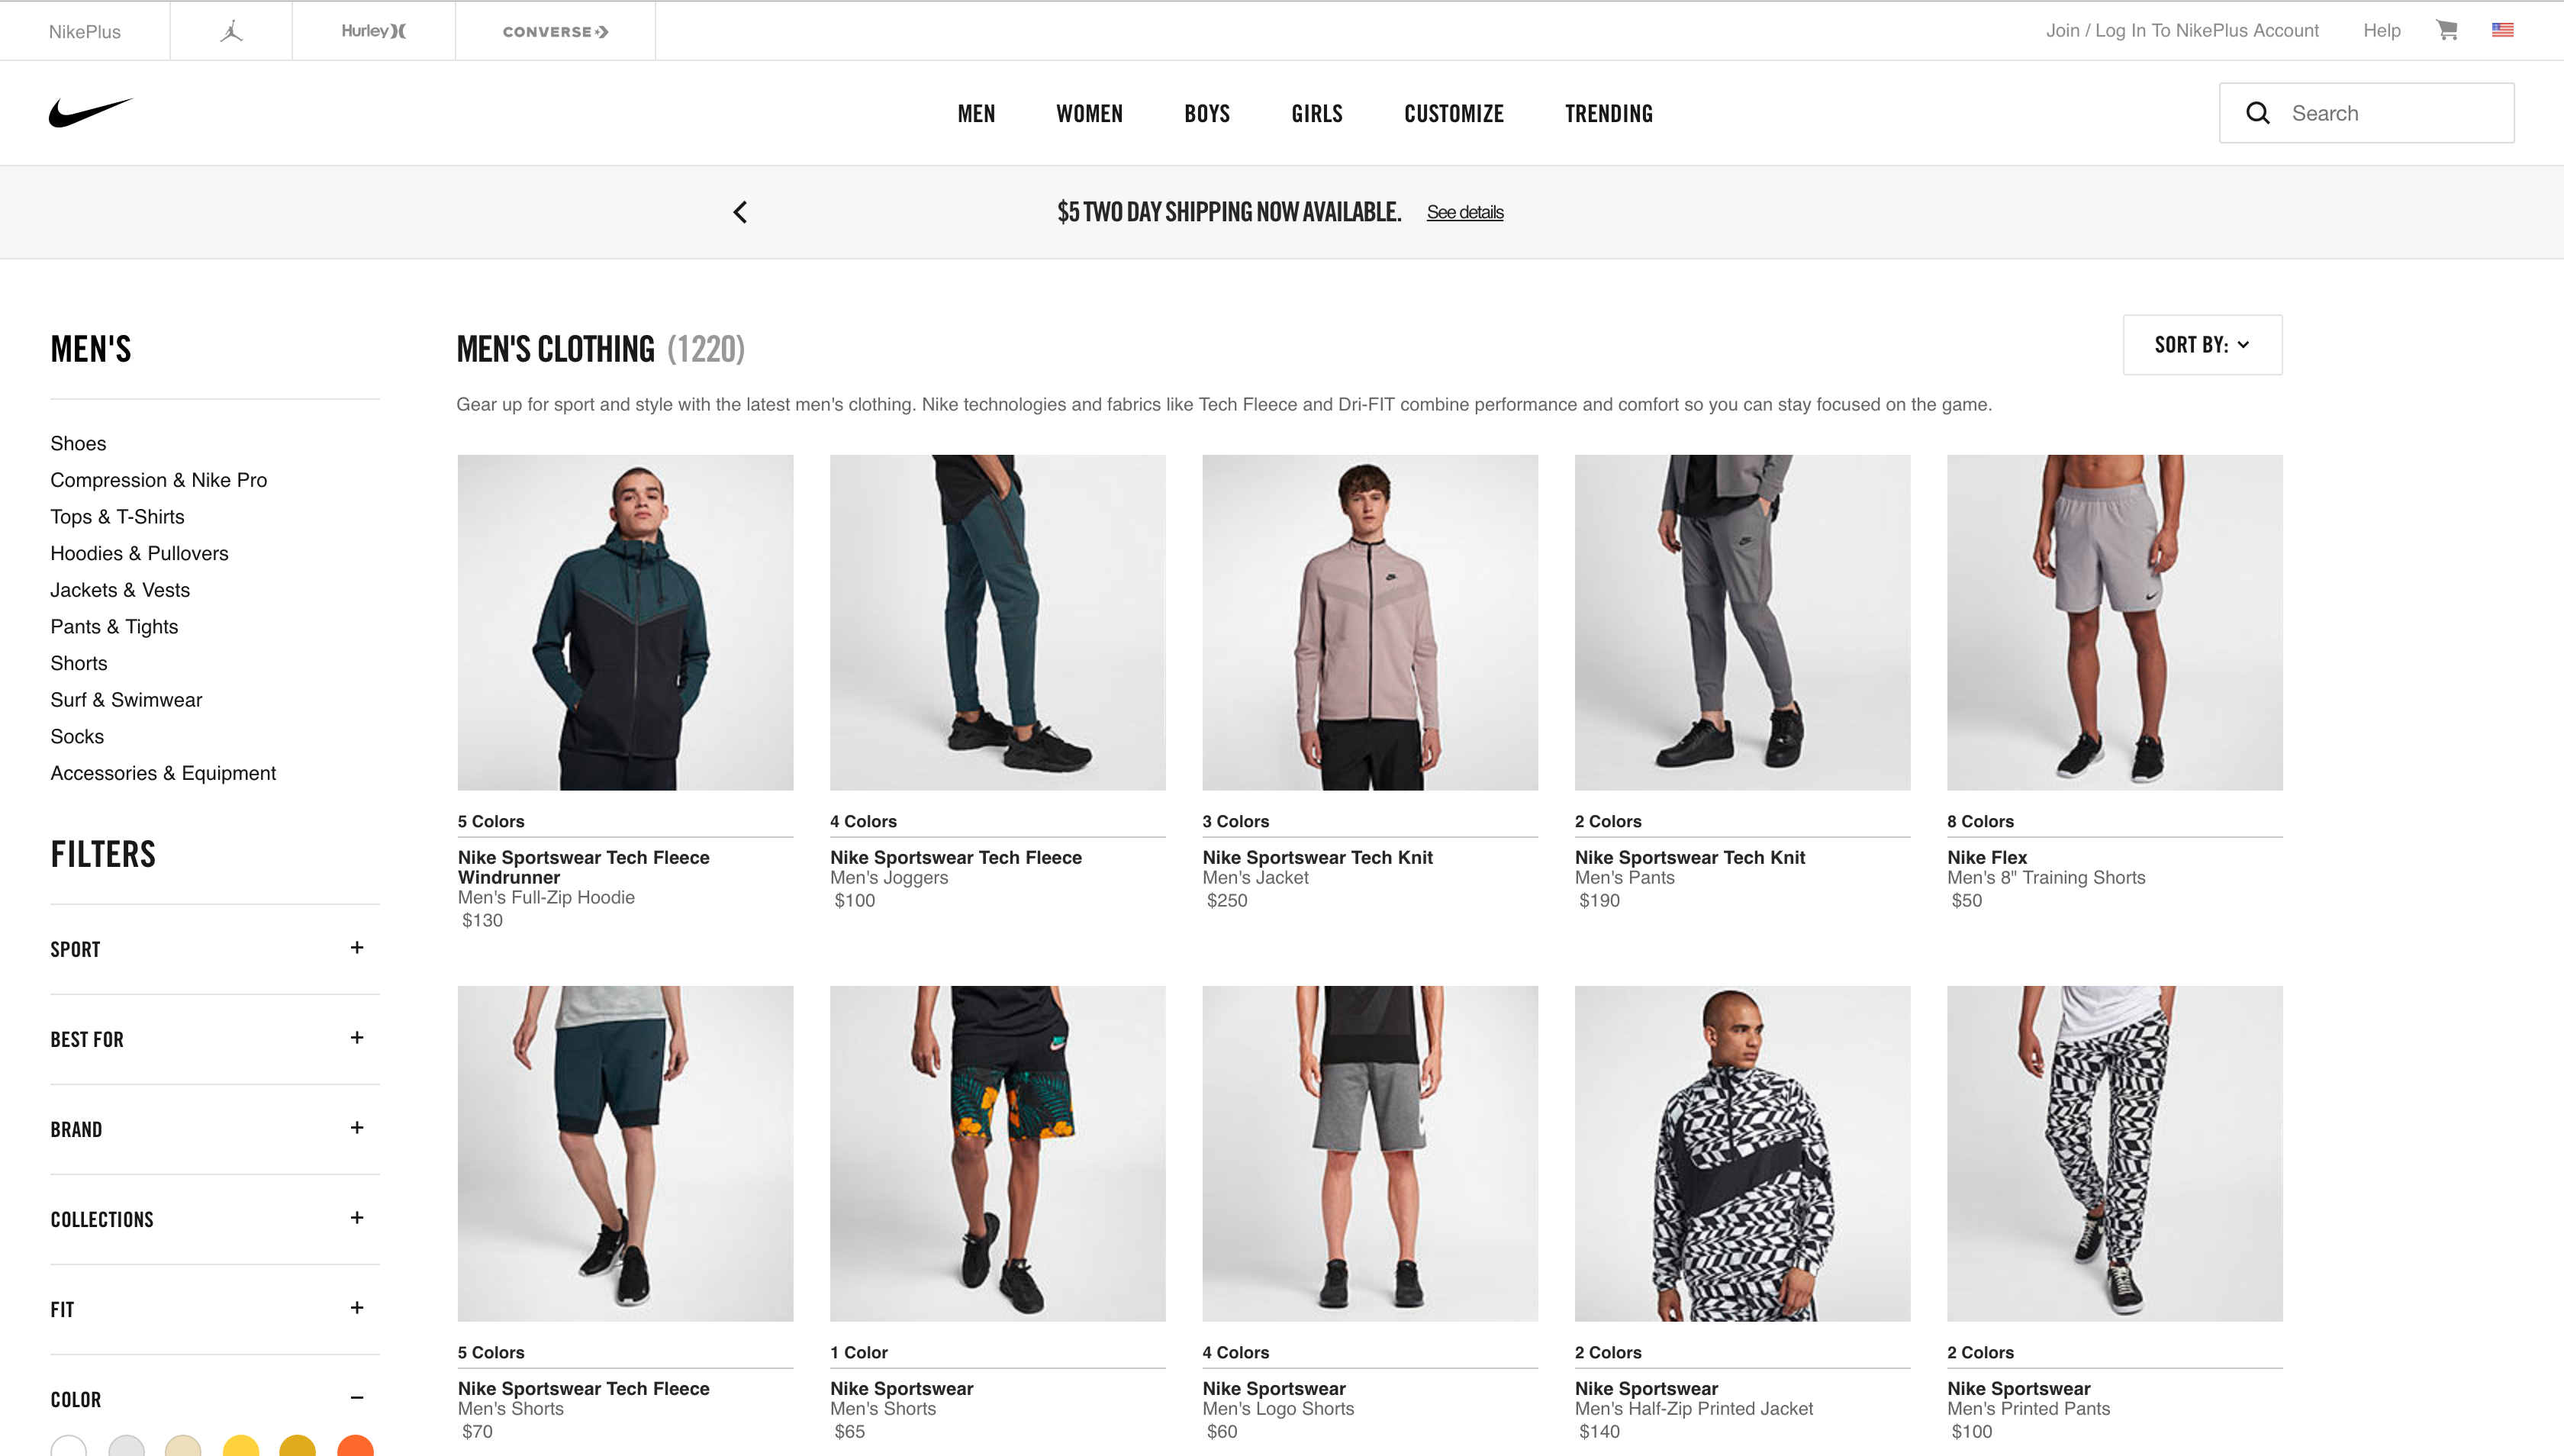 NikePlus
Hurley
CONVERSE
Join / Log In To NikePlus Account
Help
MEN
WOMEN
BOYS
GIRLS
CUSTOMIZE
TRENDING
Search
$5 TWO DAY SHIPPING NOW AVAILABLE. See details
MEN'S
Shoes
Compression & Nike Pro
Tops & T-Shirts
Hoodies & Pullovers
Jackets & Vests
Pants & Tights
Shorts
Surf & Swimwear
Socks
Accessories & Equipment
FILTERS
SPORT +
BEST FOR +
BRAND +
COLLECTIONS +
FIT +
COLOR −
MEN'S CLOTHING (1220)
SORT BY:
Gear up for sport and style with the latest men's clothing. Nike technologies and fabrics like Tech Fleece and Dri-FIT combine performance and comfort so you can stay focused on the game.
5 Colors
Nike Sportswear Tech Fleece
Windrunner
Men's Full-Zip Hoodie
$130
4 Colors
Nike Sportswear Tech Fleece
Men's Joggers
$100
3 Colors
Nike Sportswear Tech Knit
Men's Jacket
$250
2 Colors
Nike Sportswear Tech Knit
Men's Pants
$190
8 Colors
Nike Flex
Men's 8" Training Shorts
$50
5 Colors
Nike Sportswear Tech Fleece
Men's Shorts
$70
1 Color
Nike Sportswear
Men's Shorts
$65
4 Colors
Nike Sportswear
Men's Logo Shorts
$60
2 Colors
Nike Sportswear
Men's Half-Zip Printed Jacket
$140
2 Colors
Nike Sportswear
Men's Printed Pants
$100